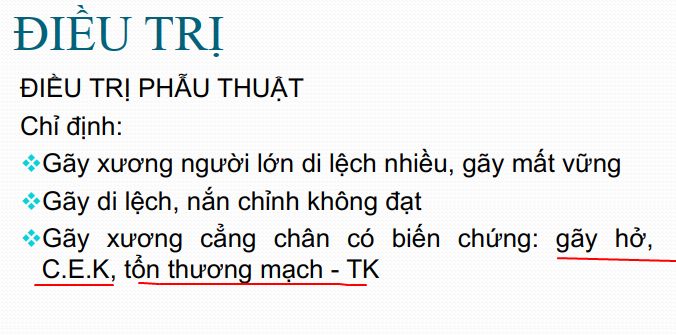 ĐIỀU TRỊ
ĐIỀU TRỊ PHẪU THUẬT
Chỉ định:
❖Gãy xương người lớn di lệch nhiều, gãy mất vững
❖Gãy di lệch, nắn chỉnh không đạt
❖Gãy xương cẳng chân có biến chứng: gãy hở,
C.E.K, tổn thương mạch - TK